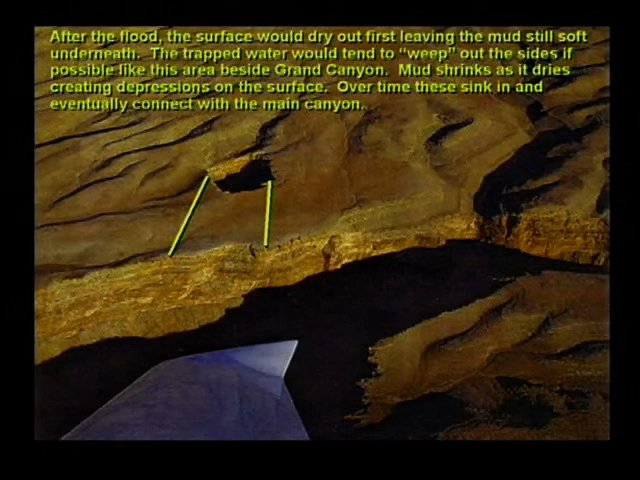 After the flood, the surface would dry out first leaving the mud still soft
underneath.  The trapped water would tend to “weep” out the sides if
possible like this area beside Grand Canyon.  Mud shrinks as it dries
creating depressions on the surface.  Over time these sink in and
eventually connect with the main canyon.